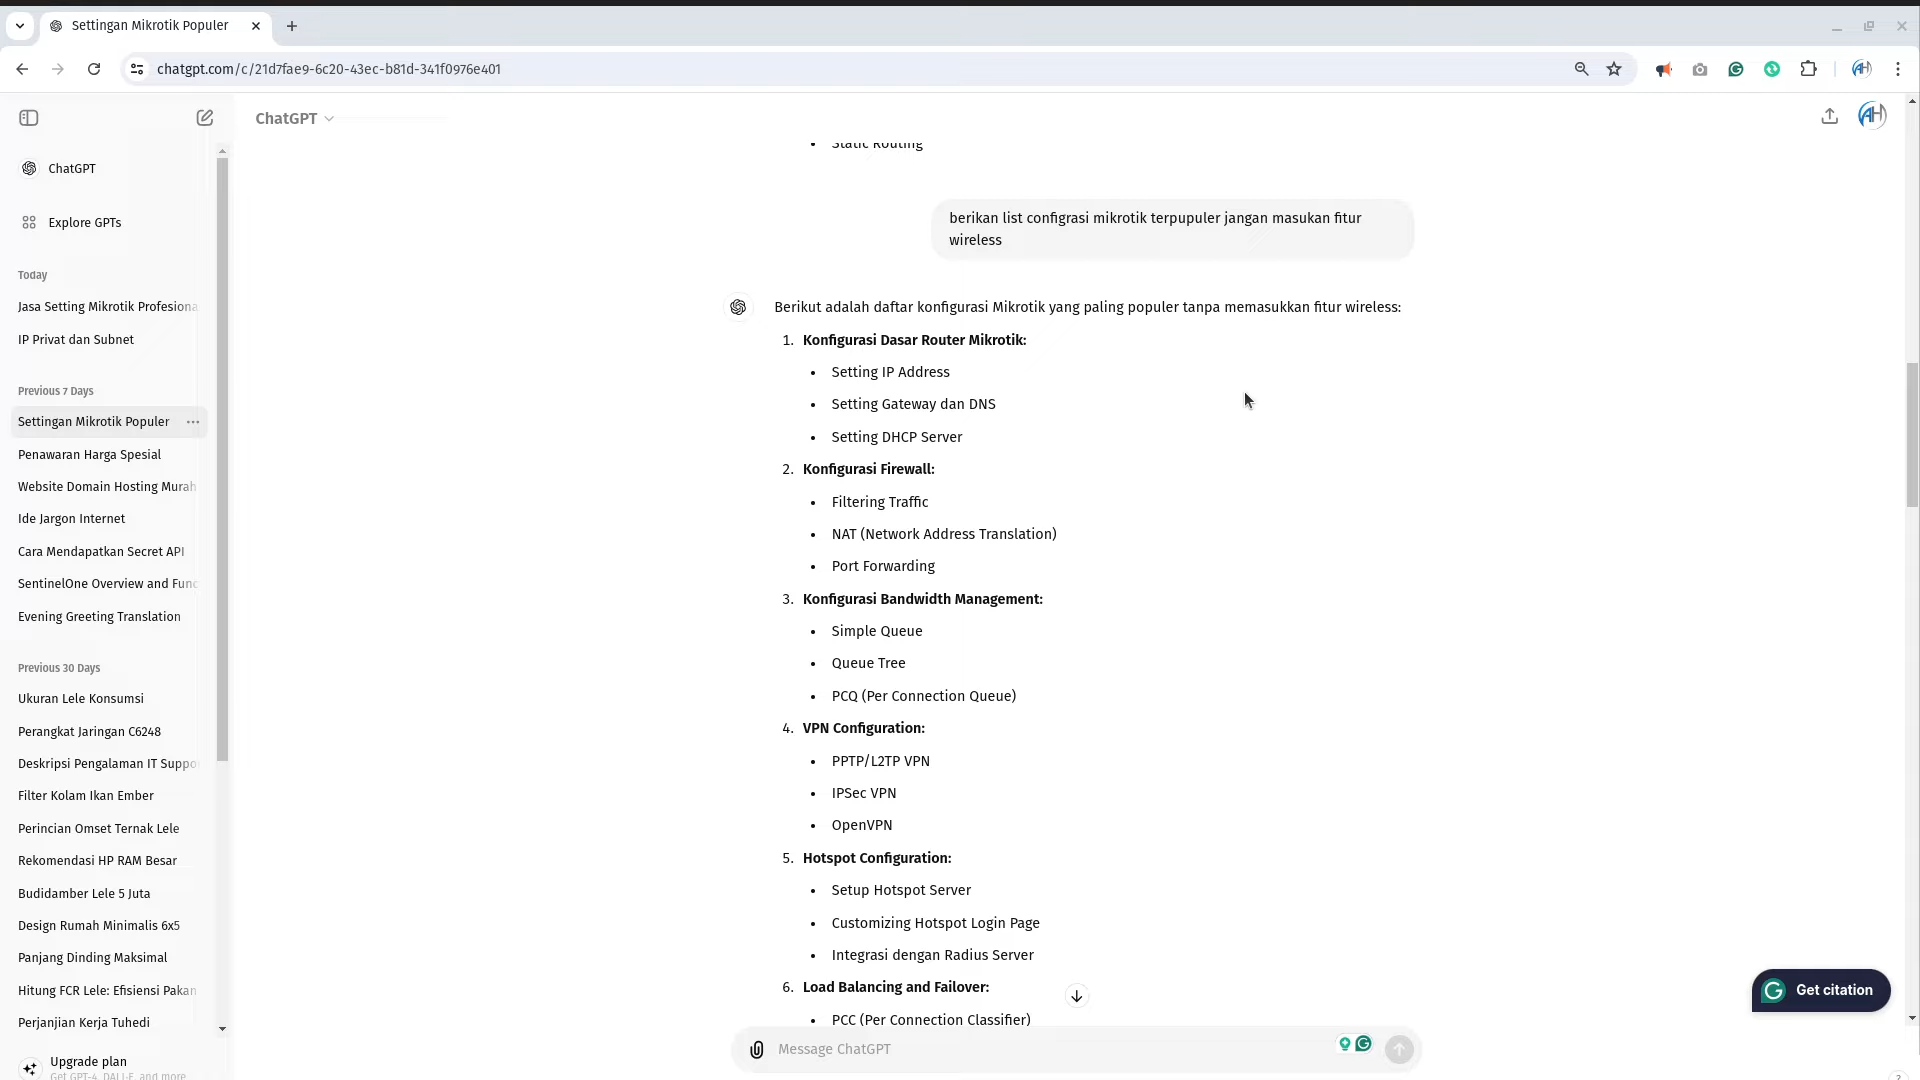 Settingan Mikrotik Populer
chatgpt.com/c/21d7fae9-6c20-43ec-b81d-341f0976e401
ChatGPT
Explore GPTs
Today
Jasa Setting Mikrotik Profesiona
IP Privat dan Subnet
Previous 7 Days
Settingan Mikrotik Populer
Penawaran Harga Spesial
Website Domain Hosting Murah
Ide Jargon Internet
Cara Mendapatkan Secret API
SentinelOne Overview and Func
Evening Greeting Translation
Previous 30 Days
Ukuran Lele Konsumsi
Perangkat Jaringan C6248
Deskripsi Pengalaman IT Suppo
Filter Kolam Ikan Ember
Perincian Omset Ternak Lele
Rekomendasi HP RAM Besar
Budidamber Lele 5 Juta
Design Rumah Minimalis 6x5
Panjang Dinding Maksimal
Hitung FCR Lele: Efisiensi Pakan
Perjanjian Kerja Tuhedi
Upgrade plan
Get GPT-4, DALL·E, and more
ChatGPT
AH
Static Routing
berikan list configrasi mikrotik terpupuler jangan masukan fitur
wireless
Berikut adalah daftar konfigurasi Mikrotik yang paling populer tanpa memasukkan fitur wireless:
1. Konfigurasi Dasar Router Mikrotik:
• Setting IP Address
• Setting Gateway dan DNS
• Setting DHCP Server
2. Konfigurasi Firewall:
• Filtering Traffic
• NAT (Network Address Translation)
• Port Forwarding
3. Konfigurasi Bandwidth Management:
• Simple Queue
• Queue Tree
• PCQ (Per Connection Queue)
4. VPN Configuration:
• PPTP/L2TP VPN
• IPSec VPN
• OpenVPN
5. Hotspot Configuration:
• Setup Hotspot Server
• Customizing Hotspot Login Page
• Integrasi dengan Radius Server
6. Load Balancing and Failover:
• PCC (Per Connection Classifier)
Message ChatGPT
Get citation